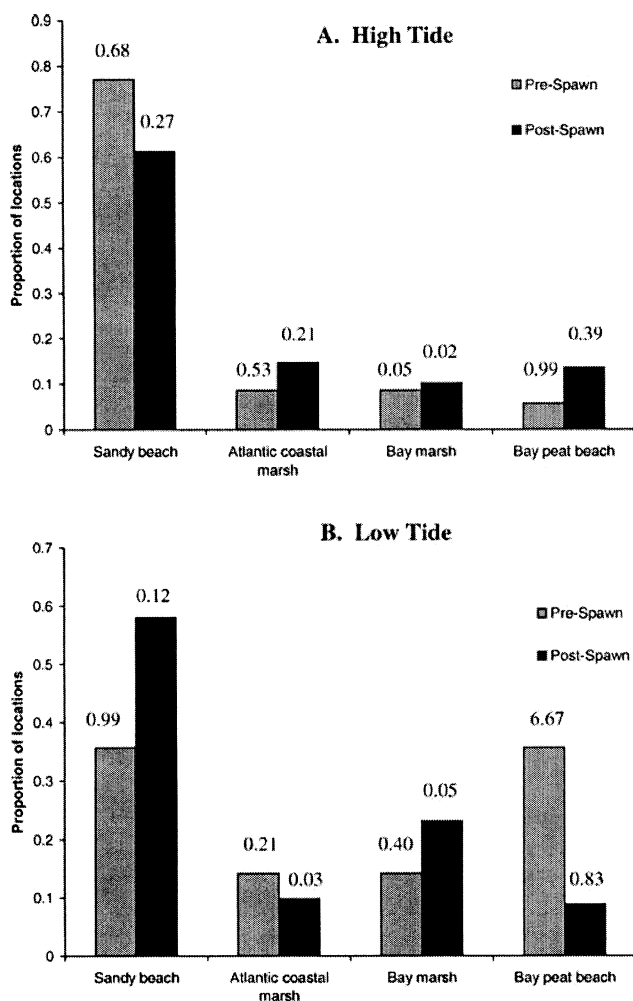 A. High Tide
Proportion of locations
0.9
0.8
0.7
0.6
0.5
0.4
0.3
0.2
0.1
0
0.68
0.27
0.53
0.21
0.05
0.02
0.99
0.39
Pre-Spawn
Post-Spawn
Sandy beach
Atlantic coastal
marsh
Bay marsh
Bay peat beach
B. Low Tide
Proportion of locations
0.7
0.6
0.5
0.4
0.3
0.2
0.1
0
0.99
0.12
0.21
0.03
0.40
0.05
6.67
0.83
Pre-Spawn
Post-Spawn
Sandy beach
Atlantic coastal
marsh
Bay marsh
Bay peat beach